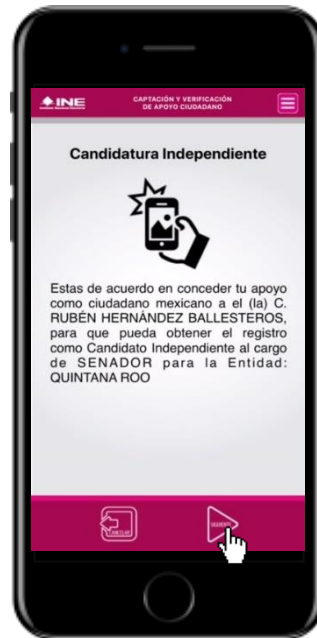 INE
CAPTACIÓN Y VERIFICACIÓN
DE APOYO CIUDADANO
Candidatura Independiente
Estas de acuerdo en conceder tu apoyo
como ciudadano mexicano a el (la) C.
RUBÉN HERNÁNDEZ BALLESTEROS,
para que pueda obtener el registro
como Candidato Independiente al cargo
de SENADOR para la Entidad:
QUINTANA ROO
CANCELAR
SIGUIENTE